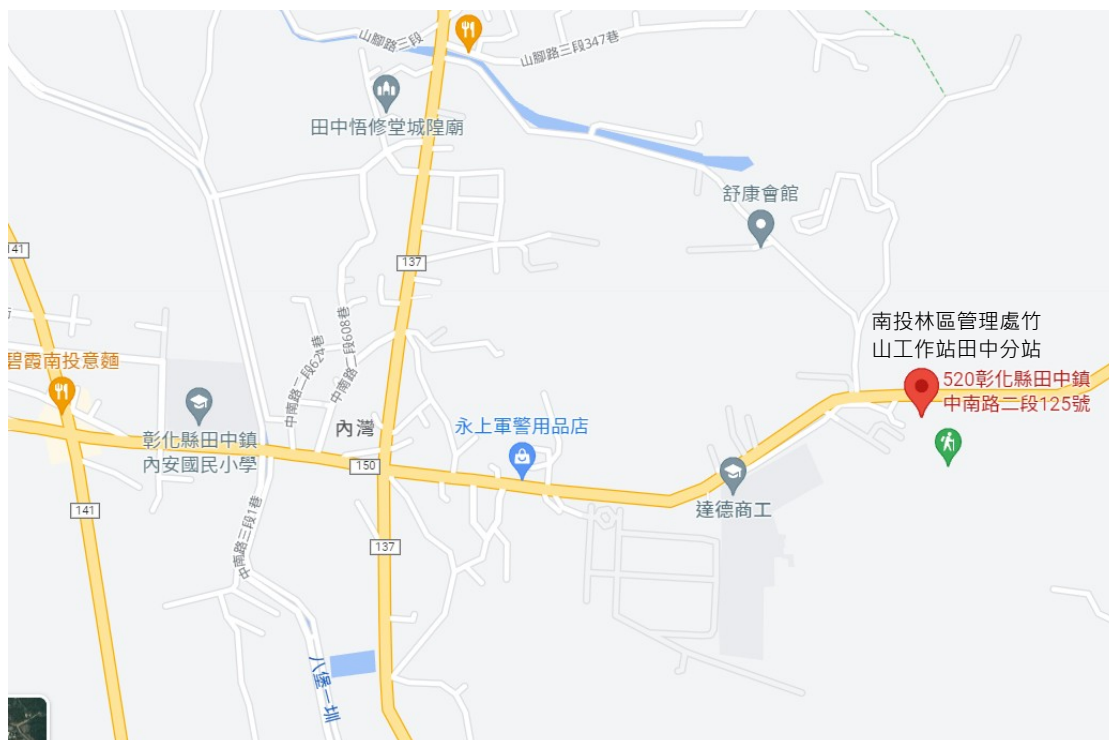 山腳路三段
山腳路三段347巷
田中悟修堂城隍廟
舒康會館
141
137
中南路二段608巷
中南路二段624巷
南投林區管理處竹
山工作站田中分站
碧霞南投意麵
520彰化縣田中鎮
中南路二段125號
彰化縣田中鎮
內安國民小學
內灣
150
永上軍警用品店
達德商工
141
137
中南路三段1巷
八堡一圳